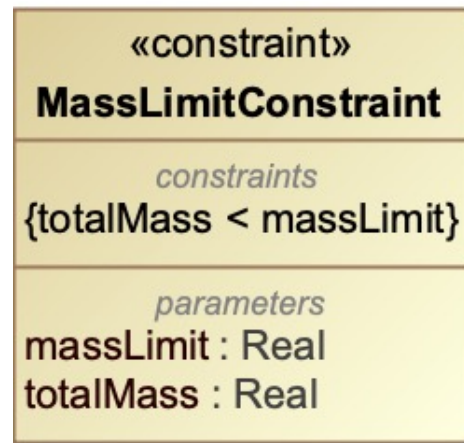 «constraint»
MassLimitConstraint
constraints
{totalMass < massLimit}
parameters
massLimit : Real
totalMass : Real